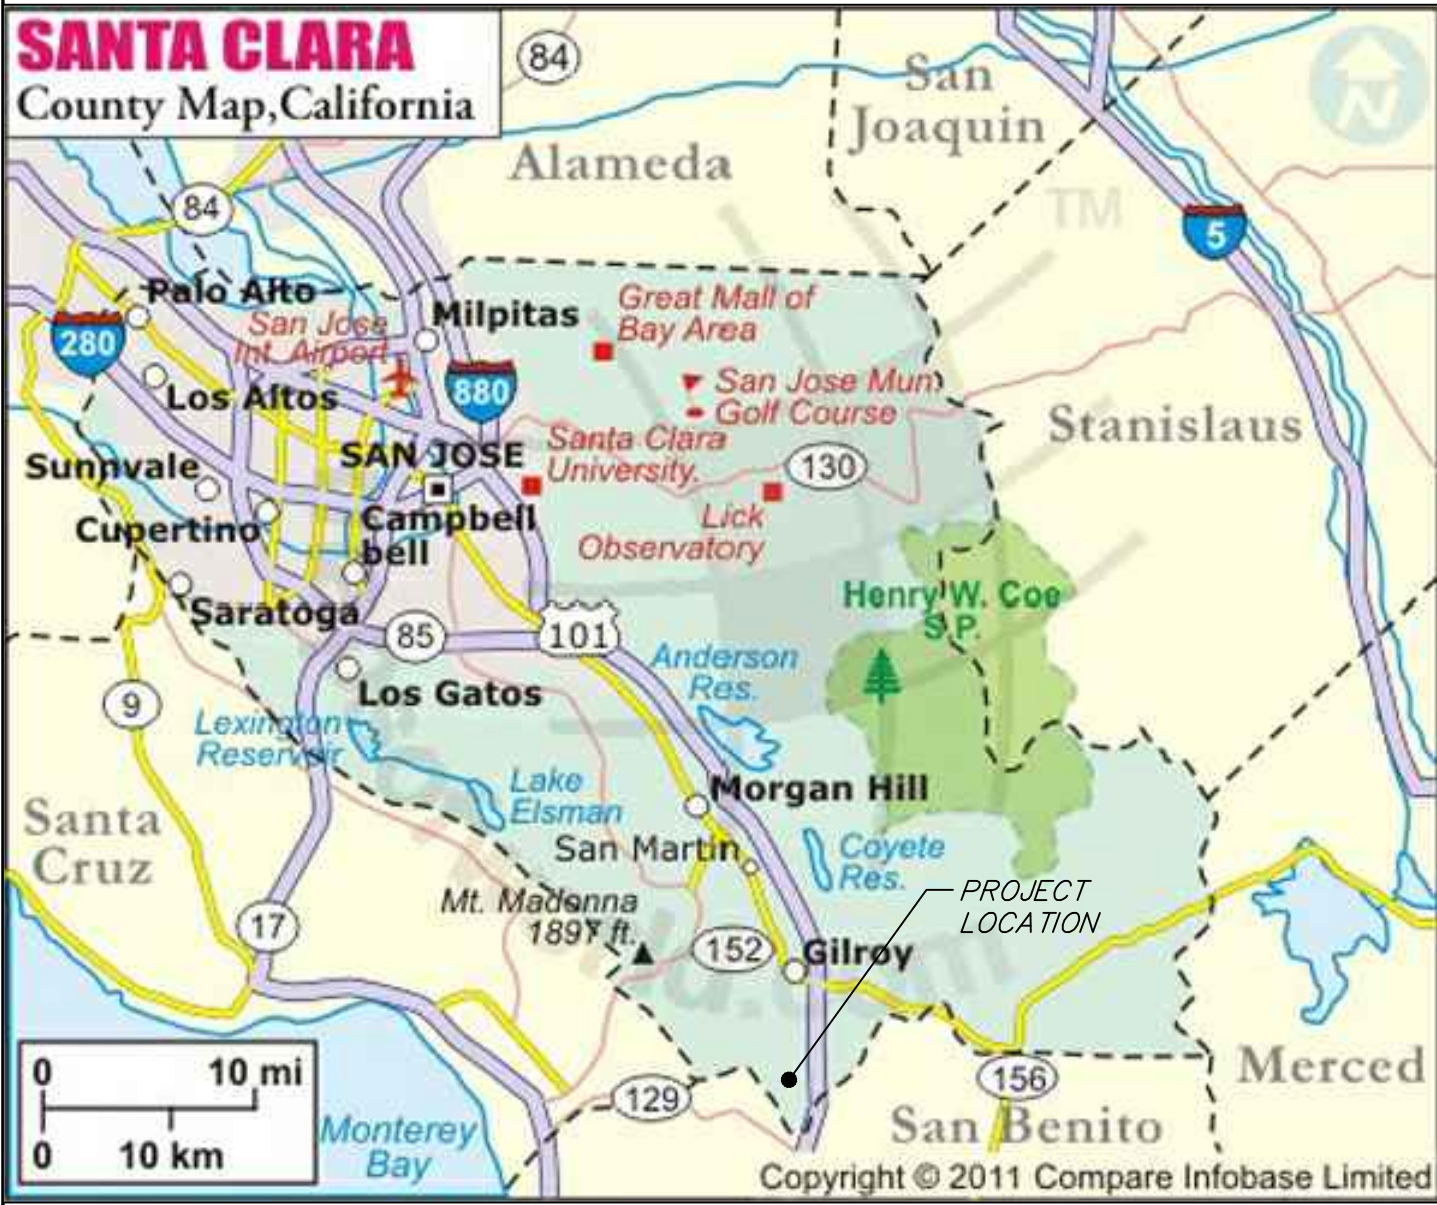 SANTA CLARA
County Map, California
84
San
Joaquin
N
Alameda
TM
84
5
Palo Alto
Milpitas
Great Mall of
Bay Area
San Jose
Int. Airport
280
880
San Jose Mun.
Golf Course
Los Altos
Stanislaus
Santa Clara
University.
SAN JOSE
130
Sunnvale
Lick
Observatory
Campbell
bell
Cupertino
Henry W. Coe
S.P.
Saratoga
85
101
Anderson
Res.
Los Gatos
9
Lexington
Reservoir
Lake
Elsman
Morgan Hill
Santa
Cruz
San Martin
Coyete
Res.
PROJECT
LOCATION
Mt. Madonna
1897 ft.
17
152
Gilroy
0 10 mi
0 10 km
129
156
Merced
San Benito
Monterey
Bay
Copyright © 2011 Compare Infobase Limited